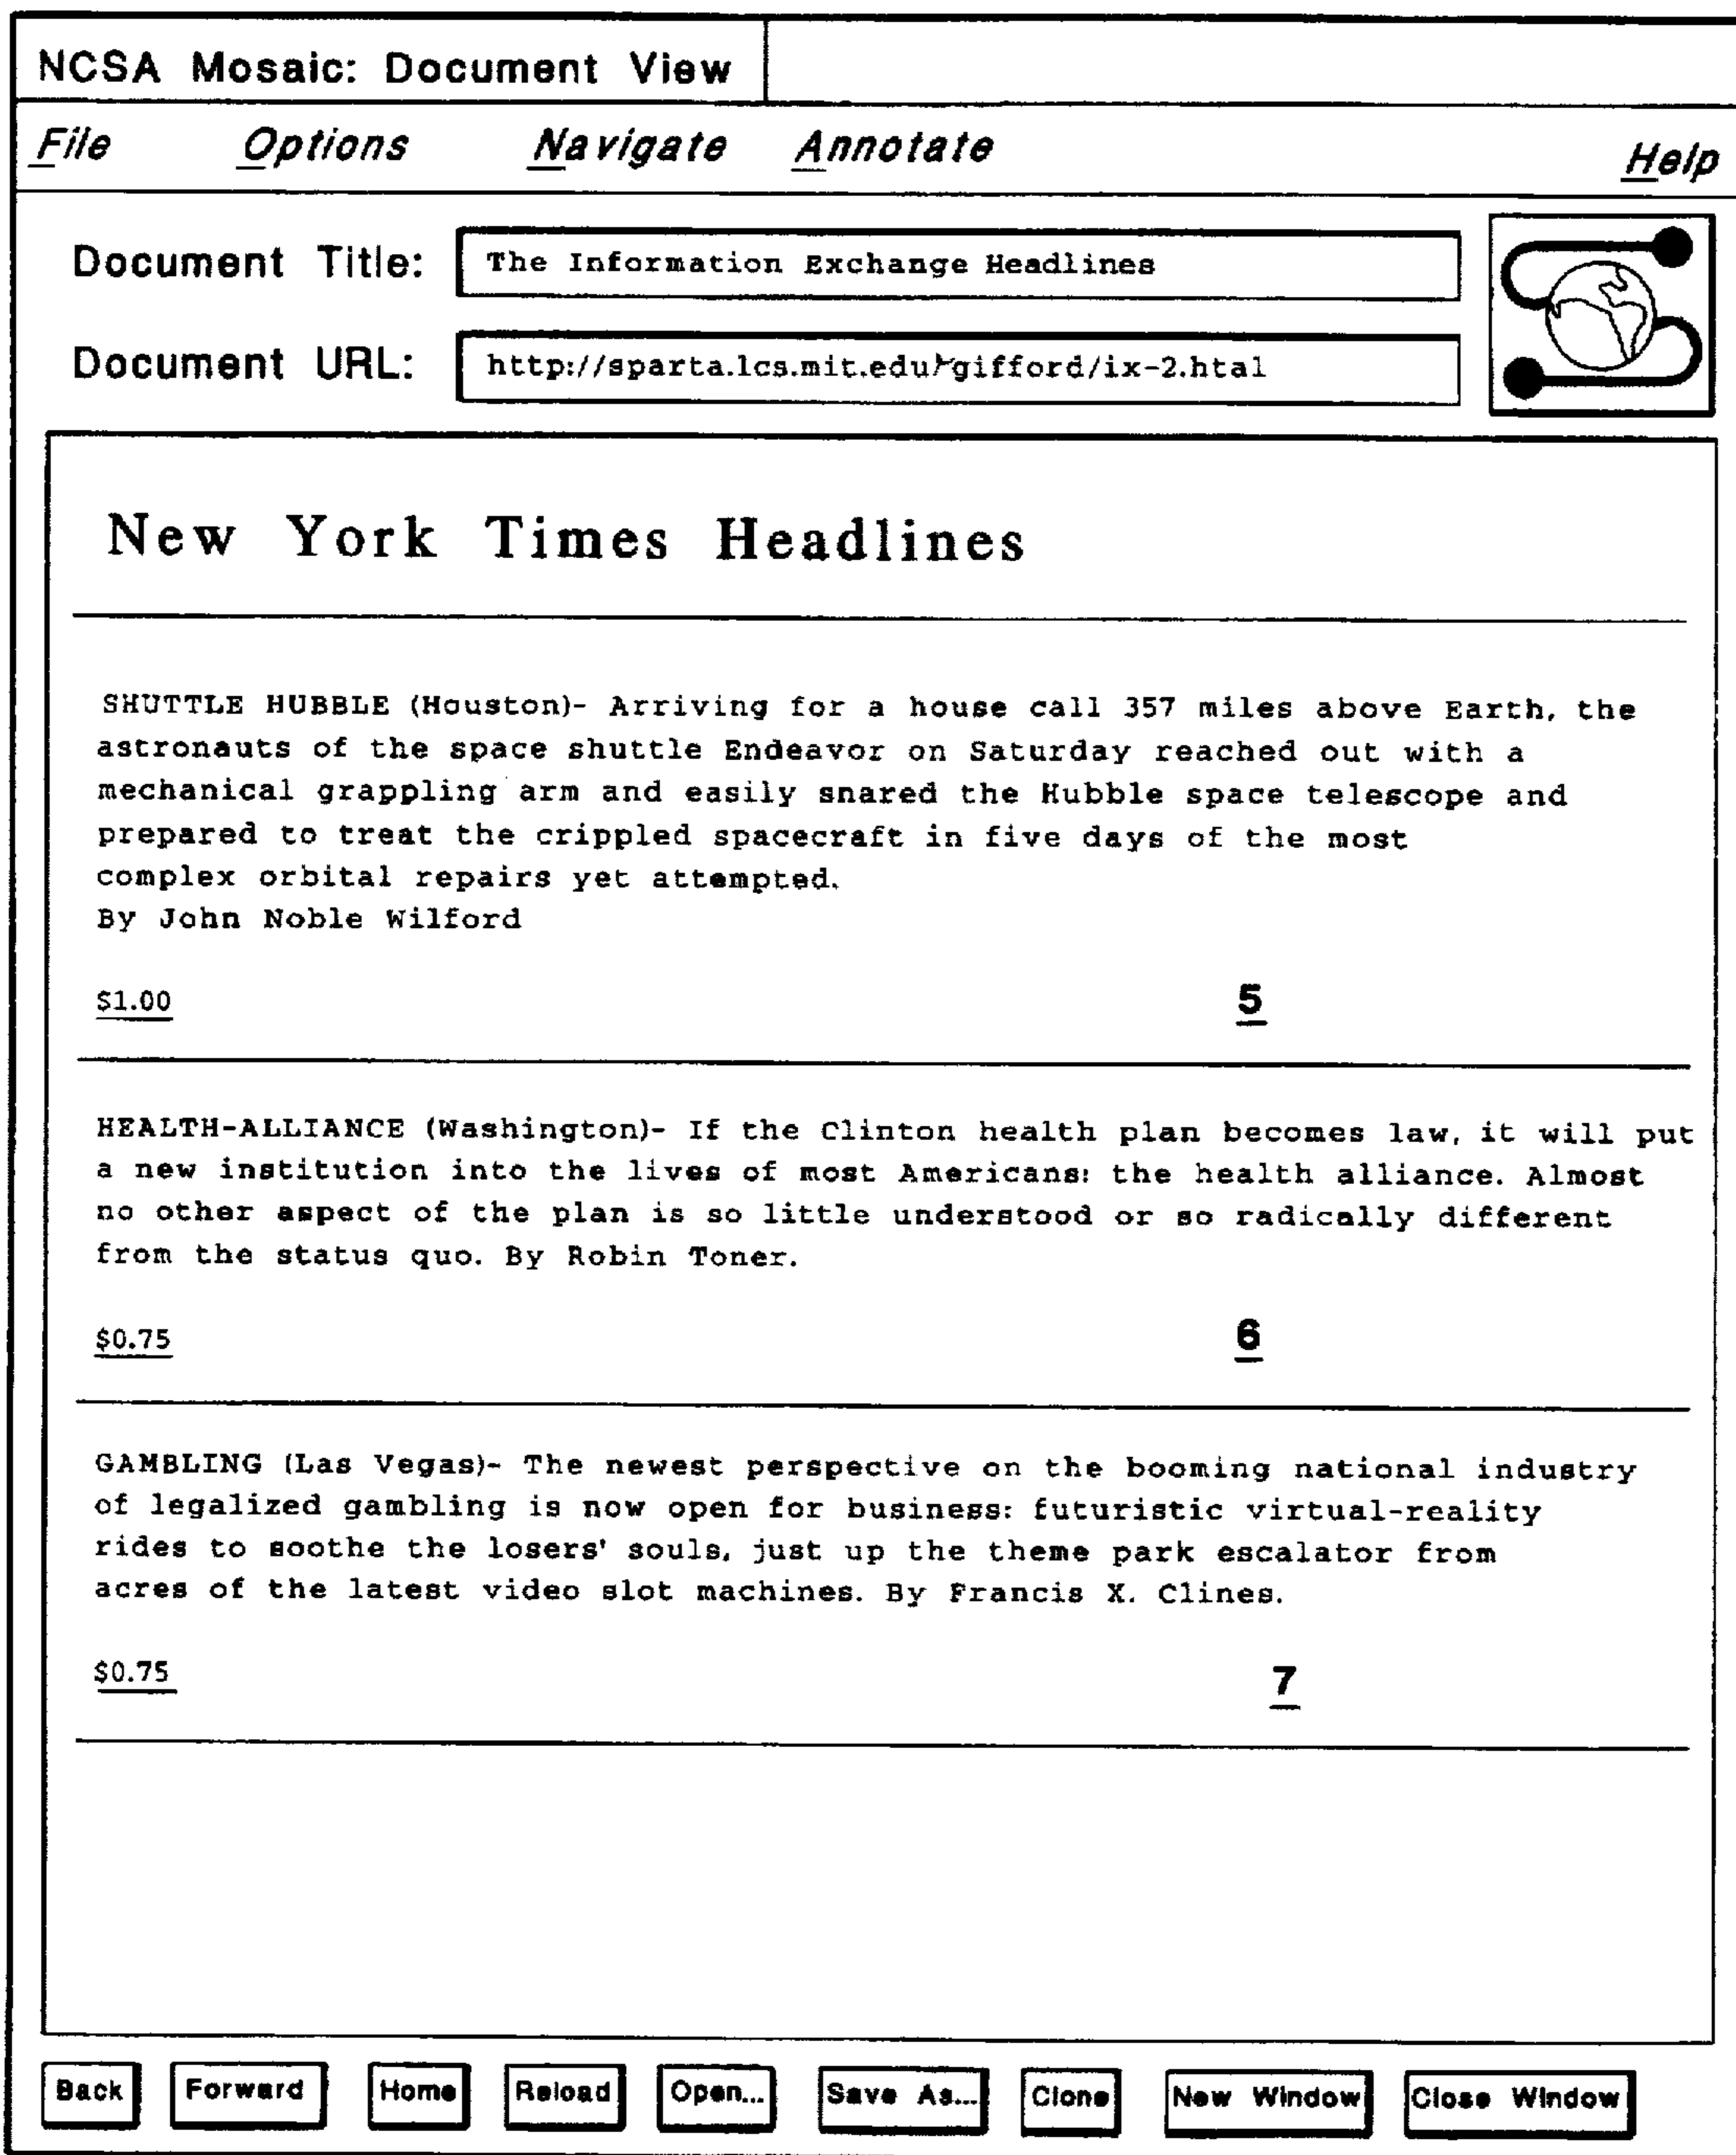 NCSA Mosaic: Document View
File Options Navigate Annotate Help
Document Title: The Information Exchange Headlines
Document URL: http://sparta.lcs.mit.edu/~gifford/ix-2.htal
New York Times Headlines
SHUTTLE HUBBLE (Houston)- Arriving for a house call 357 miles above Earth, the
astronauts of the space shuttle Endeavor on Saturday reached out with a
mechanical grappling arm and easily snared the Hubble space telescope and
prepared to treat the crippled spacecraft in five days of the most
complex orbital repairs yet attempted.
By John Noble Wilford
$1.00 5
HEALTH-ALLIANCE (Washington)- If the Clinton health plan becomes law, it will put
a new institution into the lives of most Americans: the health alliance. Almost
no other aspect of the plan is so little understood or so radically different
from the status quo. By Robin Toner.
$0.75 6
GAMBLING (Las Vegas)- The newest perspective on the booming national industry
of legalized gambling is now open for business: futuristic virtual-reality
rides to soothe the losers' souls, just up the theme park escalator from
acres of the latest video slot machines. By Francis X. Clines.
$0.75 7
Back Forward Home Reload Open... Save As... Clone New Window Close Window